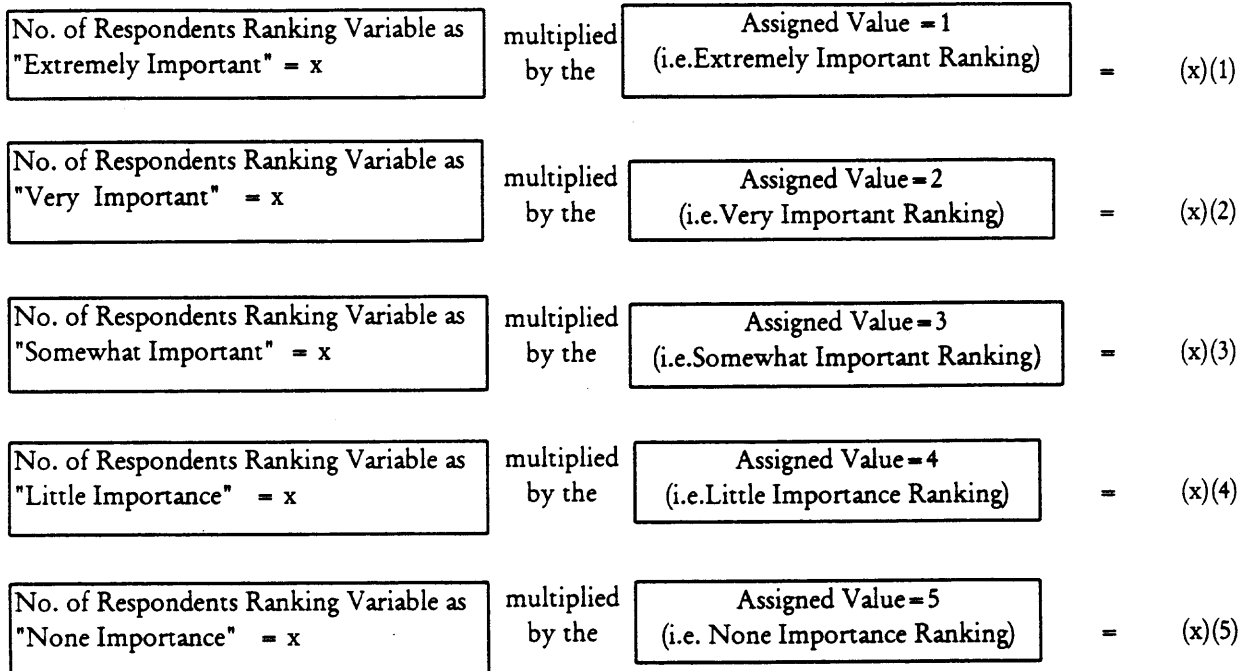 No. of Respondents Ranking Variable as
"Extremely Important" = x
multiplied
by the
Assigned Value = 1
(i.e.Extremely Important Ranking)
= (x)(1)
No. of Respondents Ranking Variable as
"Very Important" = x
multiplied
by the
Assigned Value = 2
(i.e.Very Important Ranking)
= (x)(2)
No. of Respondents Ranking Variable as
"Somewhat Important" = x
multiplied
by the
Assigned Value = 3
(i.e.Somewhat Important Ranking)
= (x)(3)
No. of Respondents Ranking Variable as
"Little Importance" = x
multiplied
by the
Assigned Value = 4
(i.e.Little Importance Ranking)
= (x)(4)
No. of Respondents Ranking Variable as
"None Importance" = x
multiplied
by the
Assigned Value = 5
(i.e. None Importance Ranking)
= (x)(5)